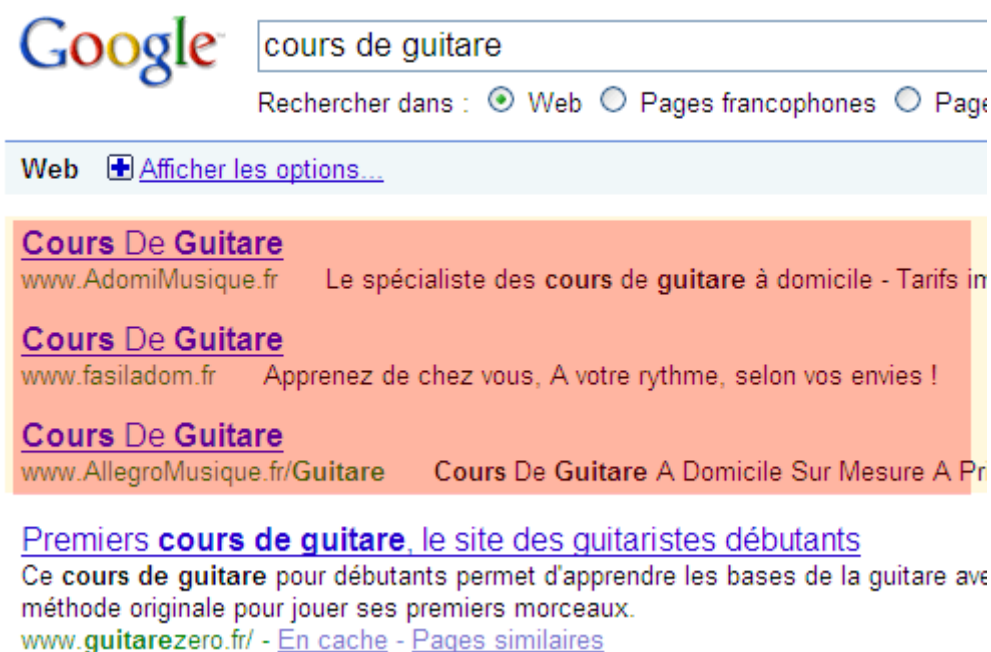 Google cours de guitare
Rechercher dans : Web Pages francophones Page
Web Afficher les options...
Cours De Guitare
www.AdomiMusique.fr Le spécialiste des cours de guitare à domicile - Tarifs
Cours De Guitare
www.fasiladom.fr Apprenez de chez vous, A votre rythme, selon vos envies !
Cours De Guitare
www.AllegroMusique.fr/Guitare Cours De Guitare A Domicile Sur Mesure A
Premiers cours de guitare, le site des guitaristes débutants
Ce cours de guitare pour débutants permet d'apprendre les bases de la guitare
méthode originale pour jouer ses premiers morceaux.
www.guitarezero.fr/ - En cache - Pages similaires